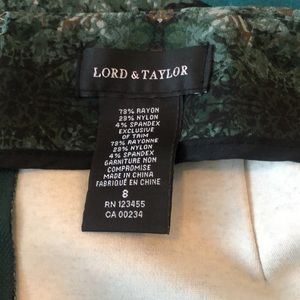 LORD & TAYLOR
73% RAYON
23% NYLON
4% SPANDEX
EXCLUSIVE
OF TRIM
73% RAYONNE
23% NYLON
4% SPANDEX
GARNITURE NON
COMPROMISE
MADE IN CHINA
FABRIQUÉ EN CHINE
8
RN 123455
CA 00234